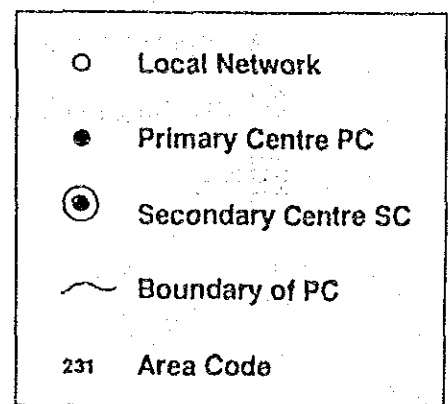 Local Network
Primary Centre PC
Secondary Centre SC
Boundary of PC
231 Area Code